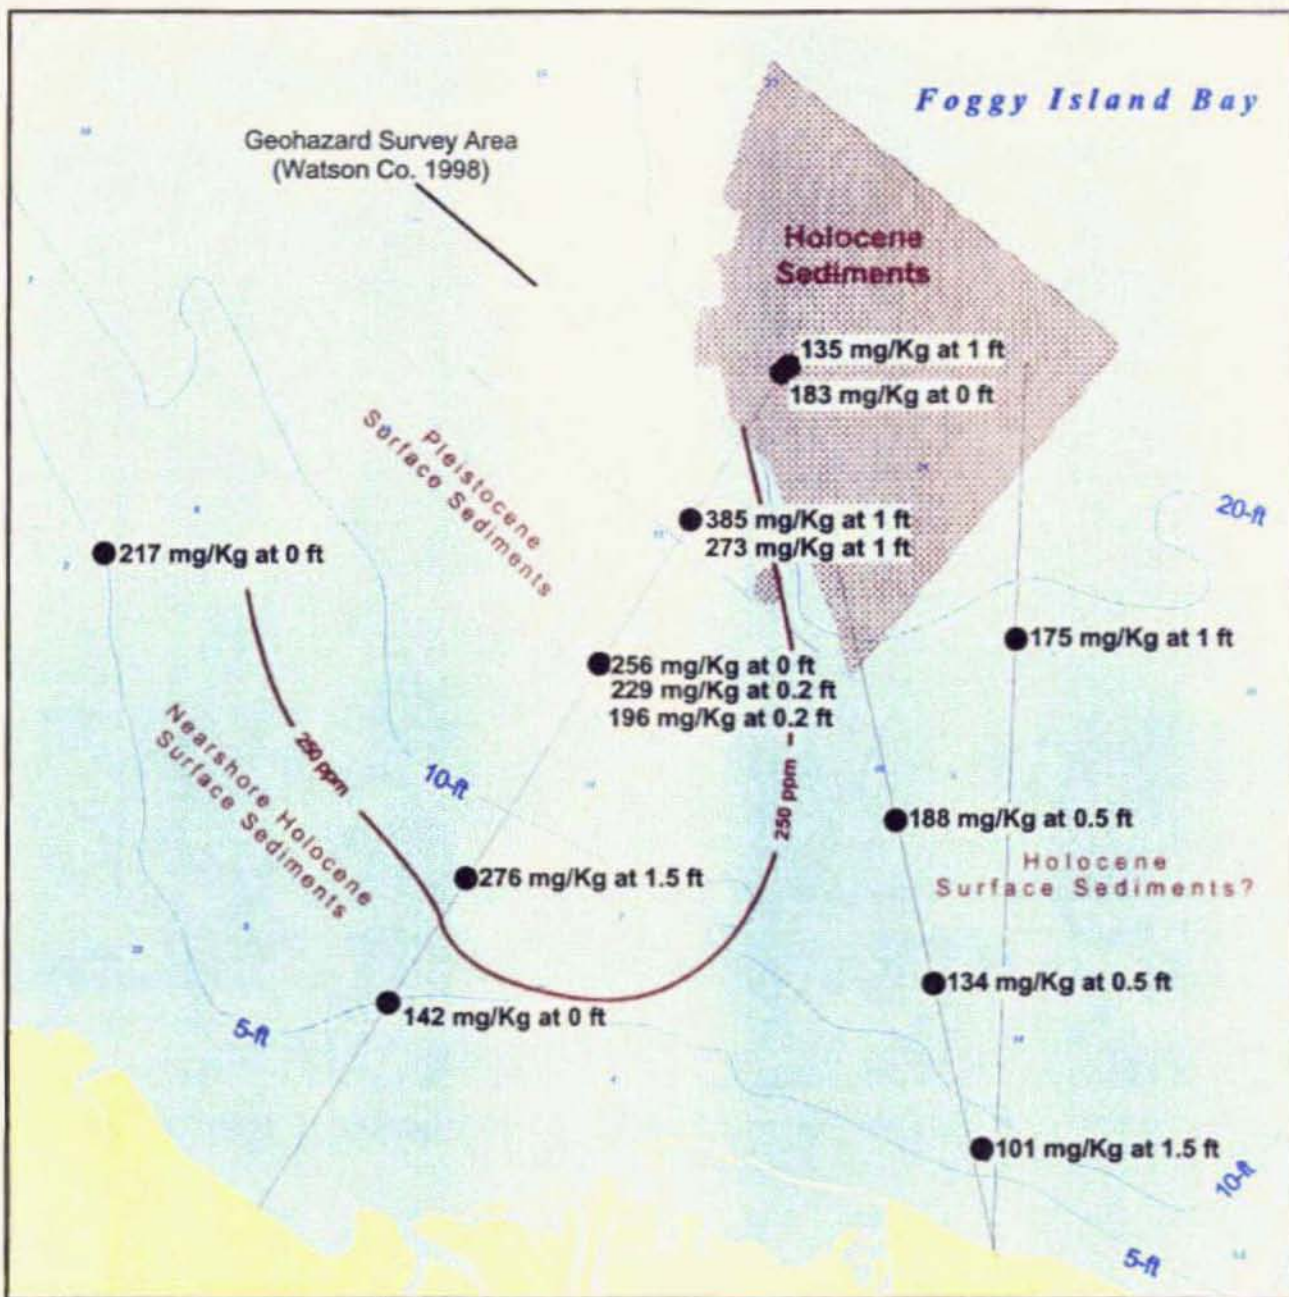 Foggy Island Bay
Geohazard Survey Area
(Watson Co. 1998)
Holocene
Sediments
135 mg/Kg at 1 ft
183 mg/Kg at 0 ft
Pleistocene
Surface Sediments
20-ft
385 mg/Kg at 1 ft
273 mg/Kg at 1 ft
217 mg/Kg at 0 ft
175 mg/Kg at 1 ft
256 mg/Kg at 0 ft
229 mg/Kg at 0.2 ft
196 mg/Kg at 0.2 ft
Nearshore Holocene
Surface Sediments
250 ppm
10-ft
250 ppm
188 mg/Kg at 0.5 ft
Holocene
Surface Sediments?
276 mg/Kg at 1.5 ft
134 mg/Kg at 0.5 ft
142 mg/Kg at 0 ft
5-ft
101 mg/Kg at 1.5 ft
10-ft
5-ft